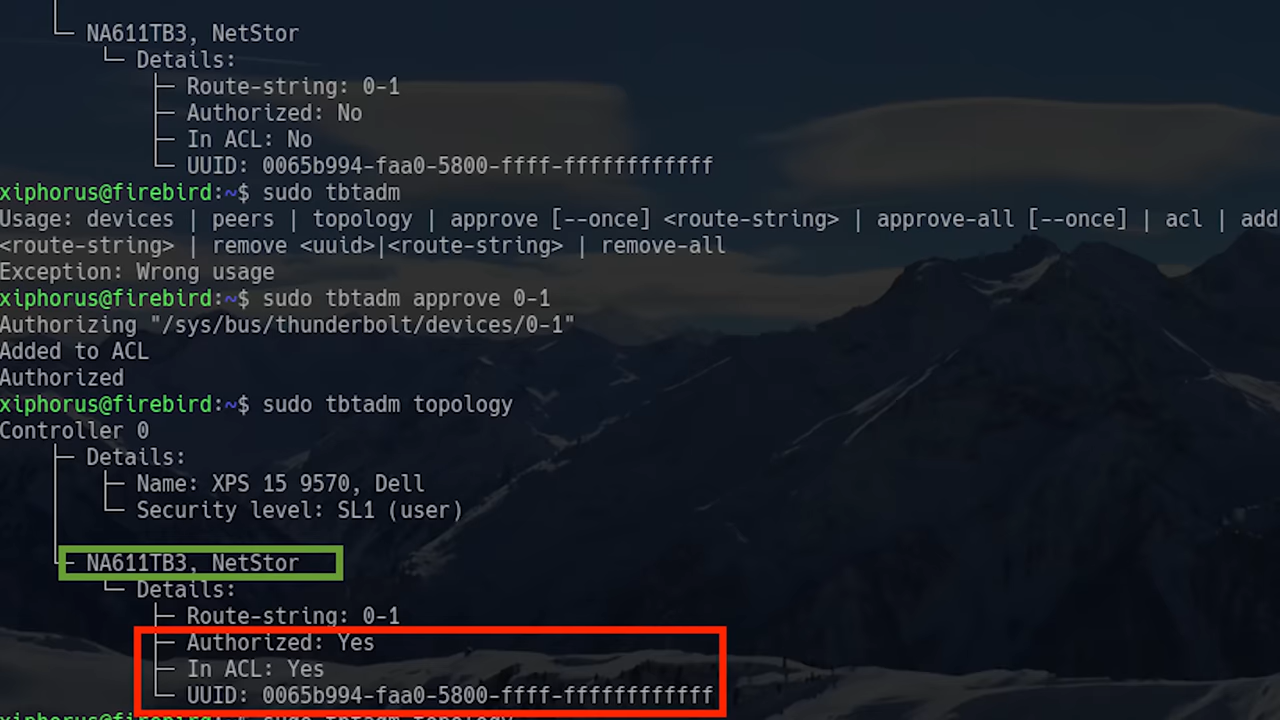 NA611TB3, NetStor
Details:
Route-string: 0-1
Authorized: No
In ACL: No
UUID: 0065b994-faa0-5800-ffff-ffffffffffff
xiphorus@firebird:~$ sudo tbtadm
Usage: devices | peers | topology | approve [--once] <route-string> | approve-all [--once] | acl | add
<route-string> | remove <uuid>|<route-string> | remove-all
Exception: Wrong usage
xiphorus@firebird:~$ sudo tbtadm approve 0-1
Authorizing "/sys/bus/thunderbolt/devices/0-1"
Added to ACL
Authorized
xiphorus@firebird:~$ sudo tbtadm topology
Controller 0
Details:
Name: XPS 15 9570, Dell
Security level: SL1 (user)
NA611TB3, NetStor
Details:
Route-string: 0-1
Authorized: Yes
In ACL: Yes
UUID: 0065b994-faa0-5800-ffff-ffffffffffff
xiphorus@firebird:~$ sudo tbtadm topology